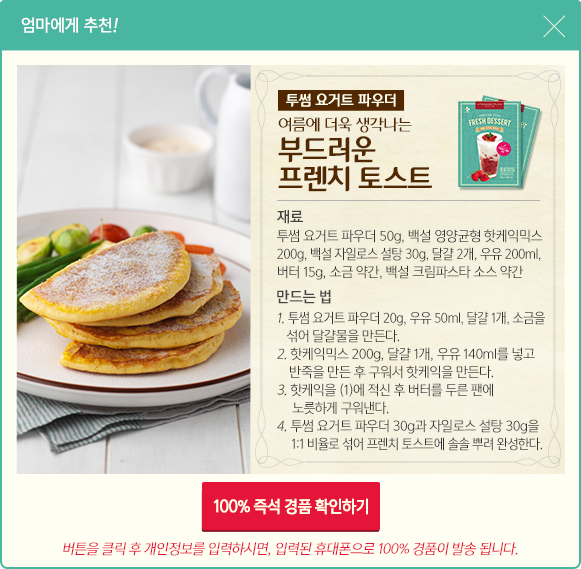 엄마에게 추천!
투썸 요거트 파우더
여름에 더욱 생각나는
부드러운
프렌치 토스트
FRESH DESSERT
재료
투썸 요거트 파우더 50g, 백설 영양균형 핫케익믹스
200g, 백설 자일로스 설탕 30g, 달걀 2개, 우유 200ml,
버터 15g, 소금 약간, 백설 크림파스타 소스 약간
만드는 법
1. 투썸 요거트 파우더 20g, 우유 50ml, 달걀 1개, 소금을
섞어 달걀물을 만든다.
2. 핫케익믹스 200g, 달걀 1개, 우유 140ml를 넣고
반죽을 만든 후 구워서 핫케익을 만든다.
3. 핫케익을 (1)에 적신 후 버터를 두른 팬에
노릇하게 구워낸다.
4. 투썸 요거트 파우더 30g과 자일로스 설탕 30g을
1:1 비율로 섞어 프렌치 토스트에 솔솔 뿌려 완성한다.
100% 즉석 경품 확인하기
버튼을 클릭 후 개인정보를 입력하시면, 입력된 휴대폰으로 100% 경품이 발송 됩니다.